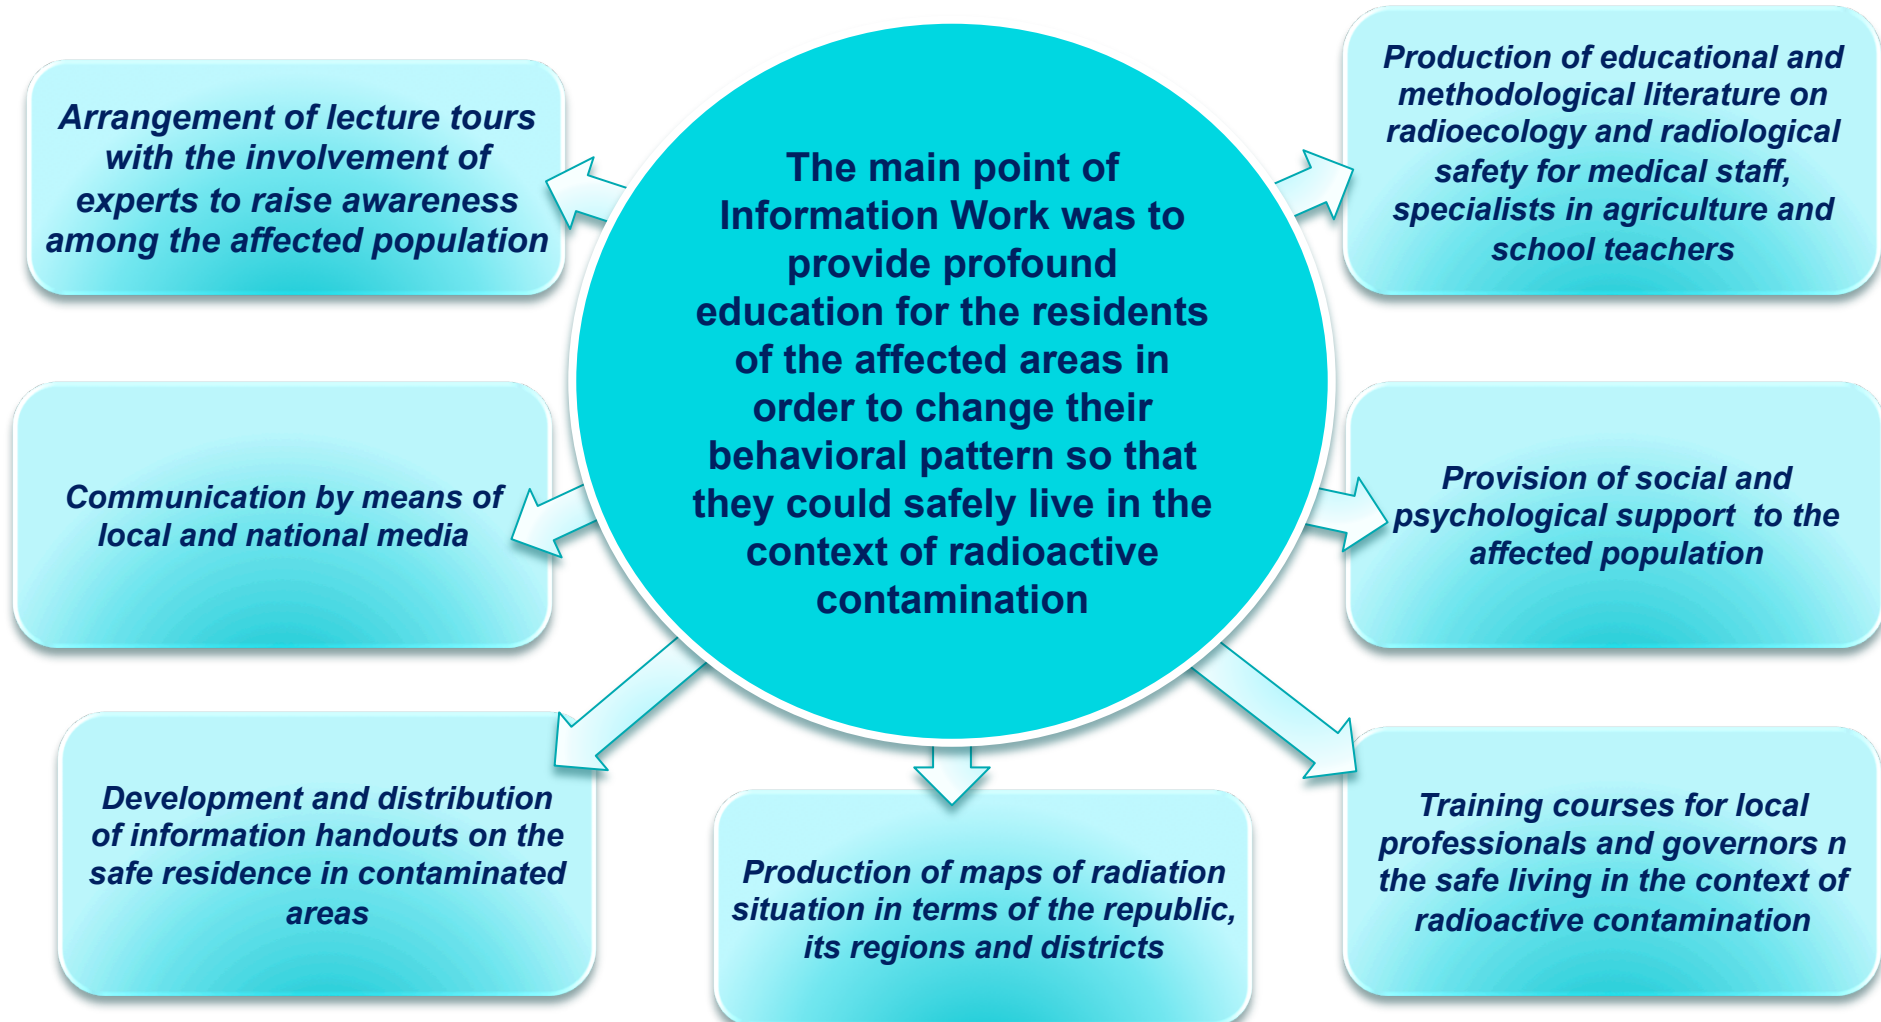 Arrangement of lecture tours
with the involvement of
experts to raise awareness
among the affected population
The main point of
Information Work was to
provide profound
education for the residents
of the affected areas in
order to change their
behavioral pattern so that
they could safely live in the
context of radioactive
contamination
Production of educational and
methodological literature on
radioecology and radiological
safety for medical staff,
specialists in agriculture and
school teachers
Communication by means of
local and national media
Provision of social and
psychological support to the
affected population
Development and distribution
of information handouts on the
safe residence in contaminated
areas
Production of maps of radiation
situation in terms of the republic,
its regions and districts
Training courses for local
professionals and governors n
the safe living in the context of
radioactive contamination